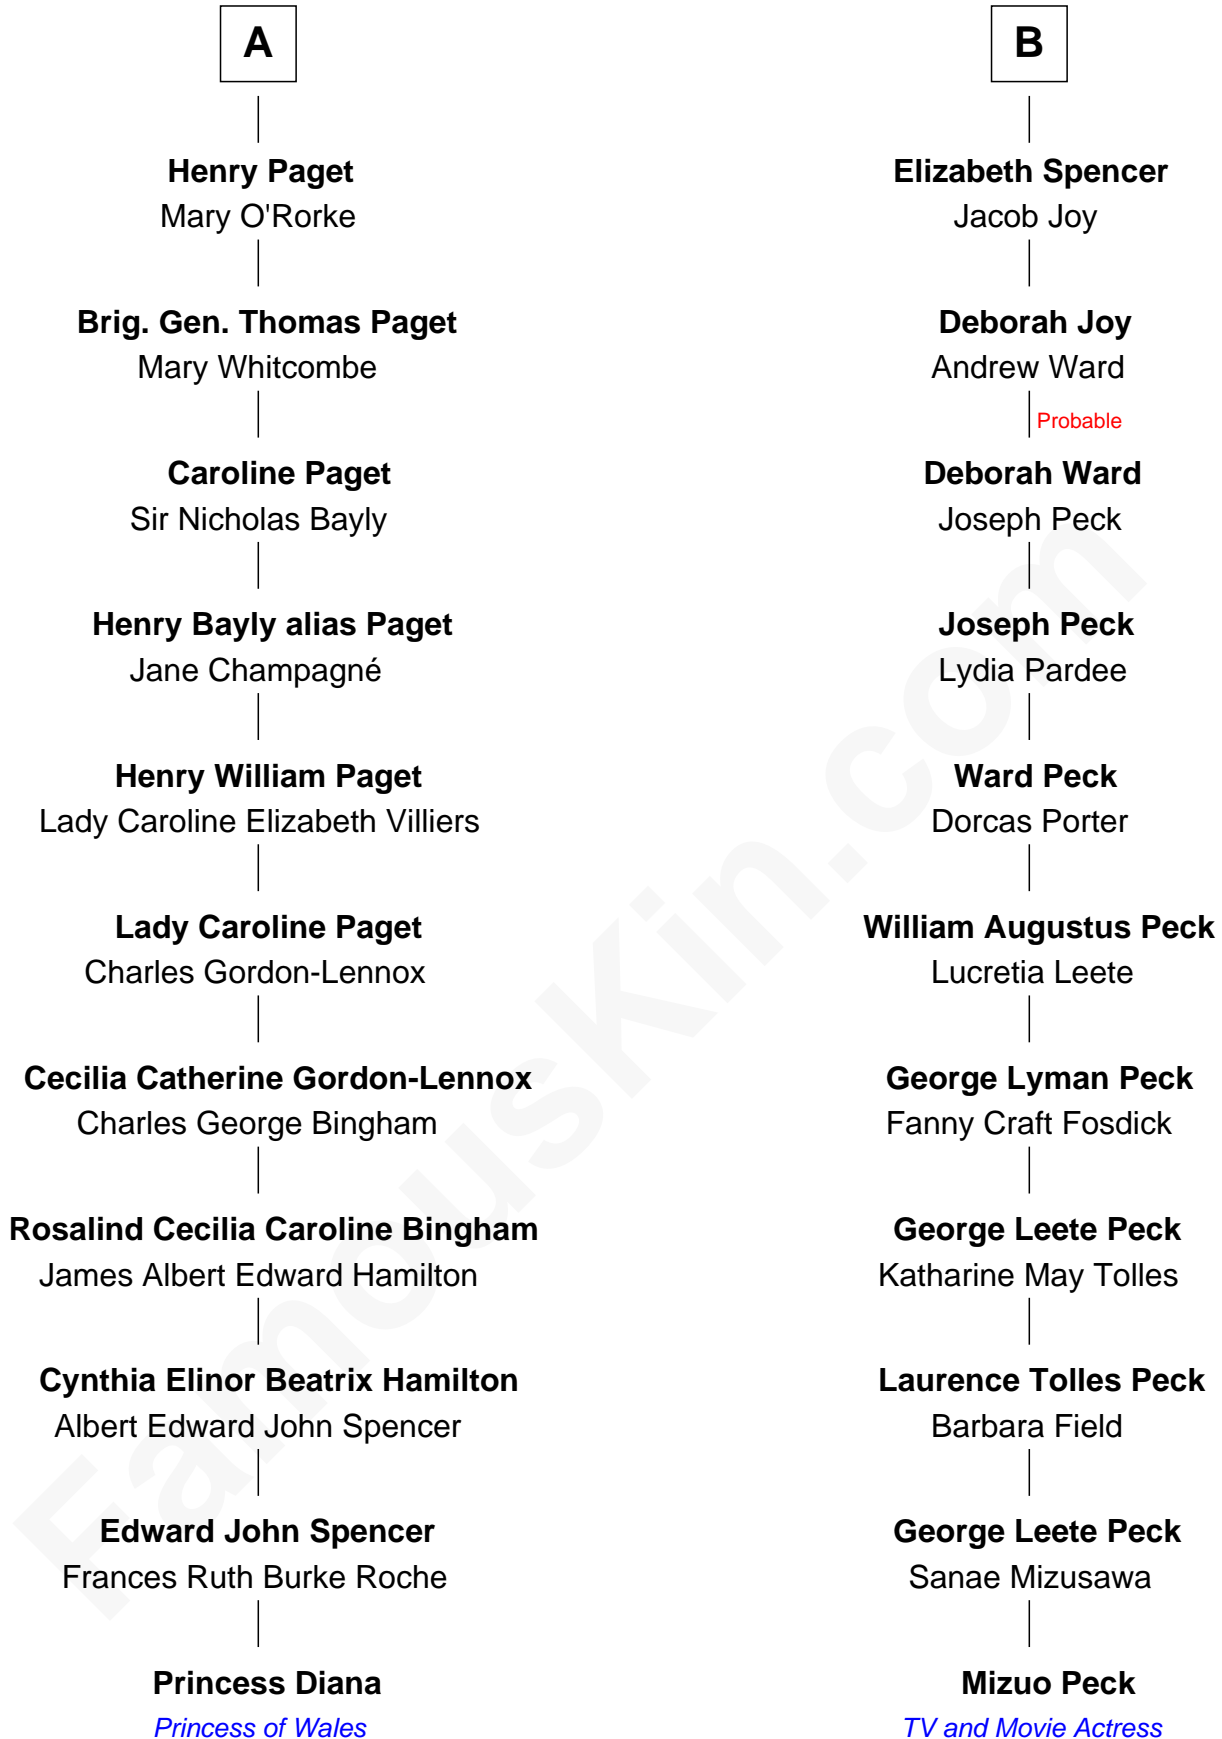 A
Henry Paget
Mary O'Rorke
Brig. Gen. Thomas Paget
Mary Whitcombe
Caroline Paget
Sir Nicholas Bayly
Henry Bayly alias Paget
Jane Champagné
Henry William Paget
Lady Caroline Elizabeth Villiers
Lady Caroline Paget
Charles Gordon-Lennox
Cecilia Catherine Gordon-Lennox
Charles George Bingham
Rosalind Cecilia Caroline Bingham
James Albert Edward Hamilton
Cynthia Elinor Beatrix Hamilton
Albert Edward John Spencer
Edward John Spencer
Frances Ruth Burke Roche
Princess Diana
Princess of Wales
B
Elizabeth Spencer
Jacob Joy
Deborah Joy
Andrew Ward
Probable
Deborah Ward
Joseph Peck
Joseph Peck
Lydia Pardee
Ward Peck
Dorcas Porter
William Augustus Peck
Lucretia Leete
George Lyman Peck
Fanny Craft Fosdick
George Leete Peck
Katharine May Tolles
Laurence Tolles Peck
Barbara Field
George Leete Peck
Sanae Mizusawa
Mizuo Peck
TV and Movie Actress
FamousKin.com